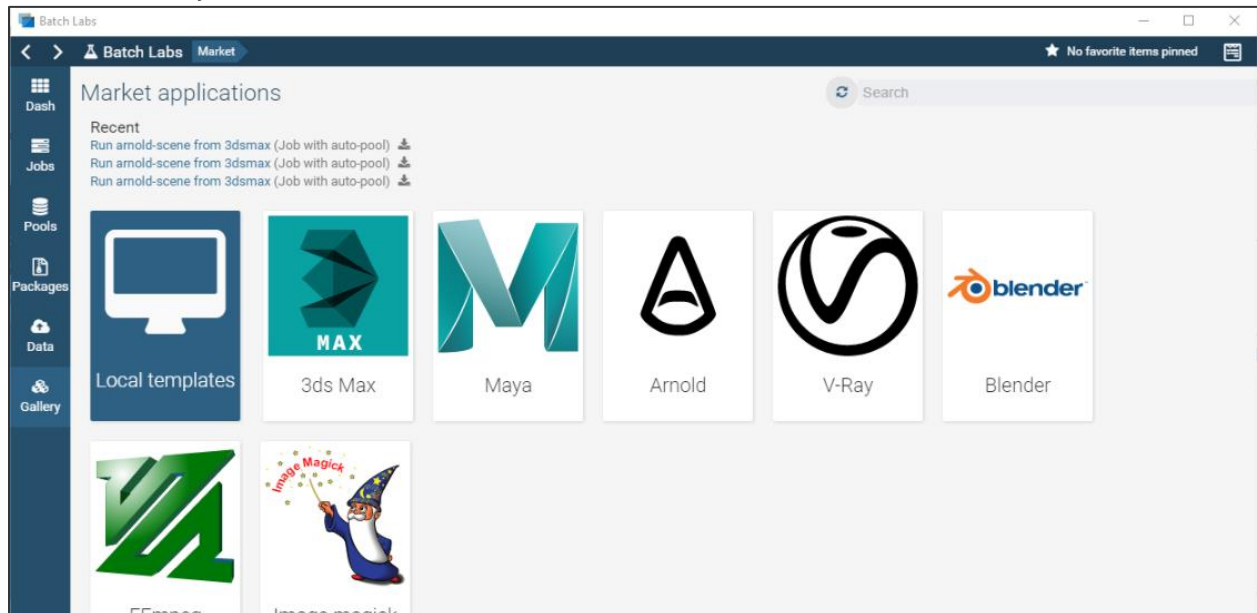 Batch Labs
Batch Labs Market
No favorite items pinned
Dash
Jobs
Pools
Packages
Data
Gallery
Market applications
Search
Recent
Run arnold-scene from 3dsmax (Job with auto-pool)
Run arnold-scene from 3dsmax (Job with auto-pool)
Run arnold-scene from 3dsmax (Job with auto-pool)
MAX
blender
Local templates
3ds Max
Maya
Arnold
V-Ray
Blender
Image Magick
FFmpeg
Image magick